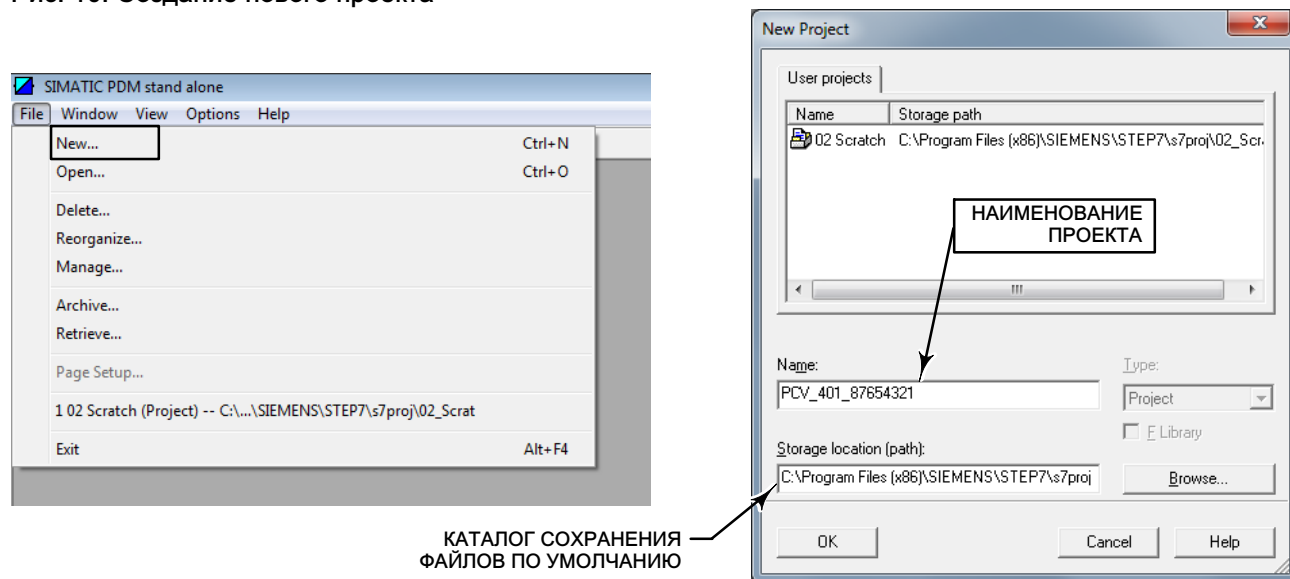 SIMATIC PDM stand alone
File Window View Options Help
New... Ctrl+N
Open... Ctrl+O
Delete...
Reorganize...
Manage...
Archive...
Retrieve...
Page Setup...
1 02 Scratch (Project) -- C:\...\SIEMENS\STEP7\s7proj\02_Scrat
Exit Alt+F4
КАТАЛОГ СОХРАНЕНИЯ
ФАЙЛОВ ПО УМОЛЧАНИЮ
New Project
User projects
Name Storage path
02 Scratch C:\Program Files (x86)\SIEMENS\STEP7\s7proj\02_Scr
НАИМЕНОВАНИЕ
ПРОЕКТА
Name:
Type:
PCV_401_87654321
Project
F Library
Storage location (path):
C:\Program Files (x86)\SIEMENS\STEP7\s7proj
Browse...
OK Cancel Help